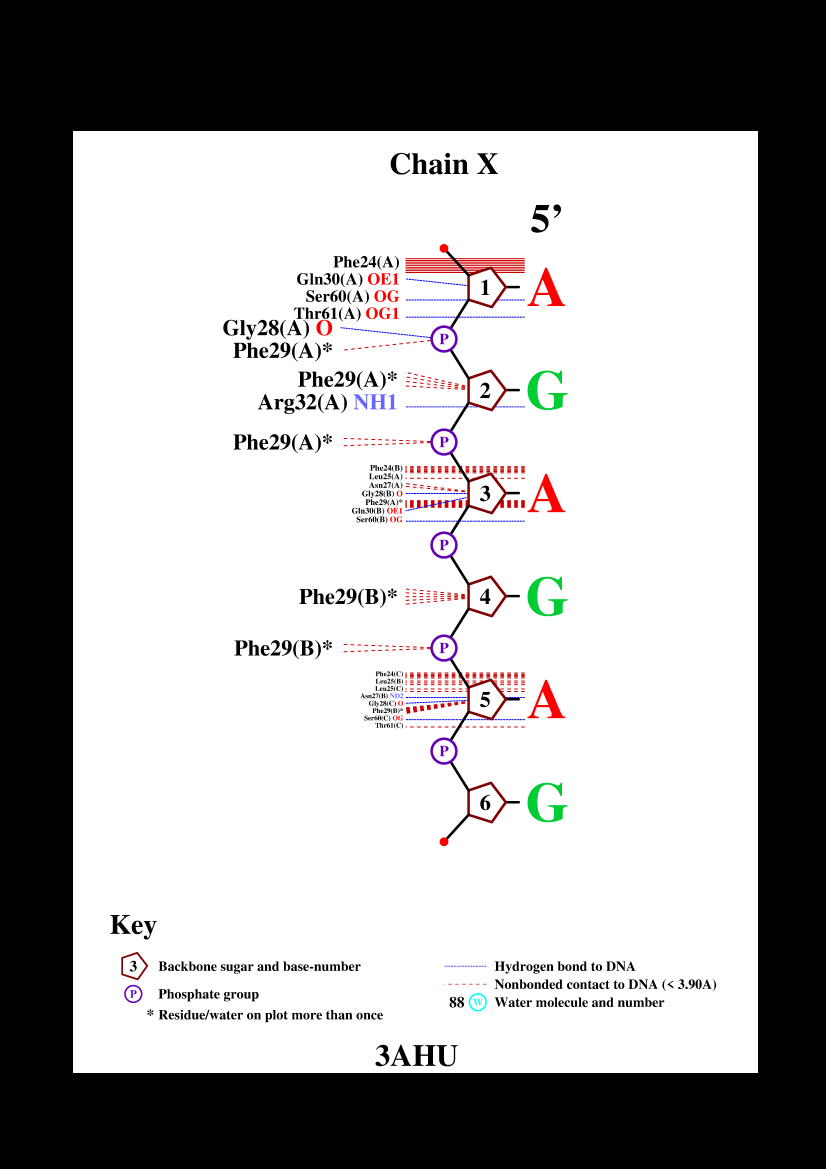 Chain X
5’
Phe24(A)
Gln30(A) OE1
Ser60(A) OG
Thr61(A) OG1
1 A
Gly28(A) O
P
Phe29(A)*
Phe29(A)*
2 G
Arg32(A) NH1
Phe29(A)* P
Phe24(B)
Leu25(A)
Asn27(A)
Gly28(B) O
3 A
Phe29(A)*
Gln30(B) OE1
Ser60(B) OG
P
Phe29(B)* 4 G
Phe29(B)* P
Phe24(C)
Leu25(B)
Leu25(C)
Asn27(B) ND2
5 A
Gly28(C) O
Phe29(B)*
Ser60(C) OG
Thr61(C)
P
6 G
Key
3 Backbone sugar and base-number
P Phosphate group
* Residue/water on plot more than once
Hydrogen bond to DNA
Nonbonded contact to DNA (< 3.90A)
88 W Water molecule and number
3AHU